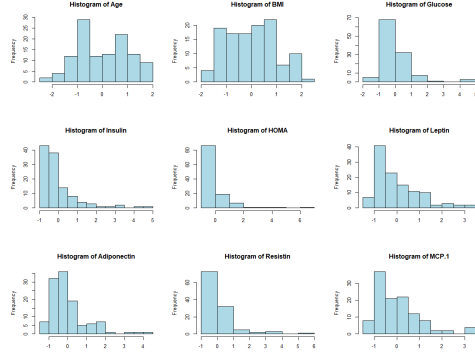 Histogram of Age
Histogram of BMI
Histogram of Glucose
Frequency
0 5 10 15 20 25 30
-2 -1 0 1 2
Frequency
0 5 10 15 20
-2 -1 0 1 2
Frequency
0 10 30 50 70
-2 -1 0 1 2 3 4 5
Histogram of Insulin
Histogram of HOMA
Histogram of Leptin
Frequency
0 10 20 30 40
-1 0 1 2 3 4 5
Frequency
0 20 40 60 80
0 2 4 6
Frequency
0 10 20 30 40
-1 0 1 2 3
Histogram of Adiponectin
Histogram of Resistin
Histogram of MCP.1
Frequency
0 10 20 30
-1 0 1 2 3 4
Frequency
0 20 40 60
-1 0 1 2 3 4 5 6
Frequency
0 10 20 30
-1 0 1 2 3